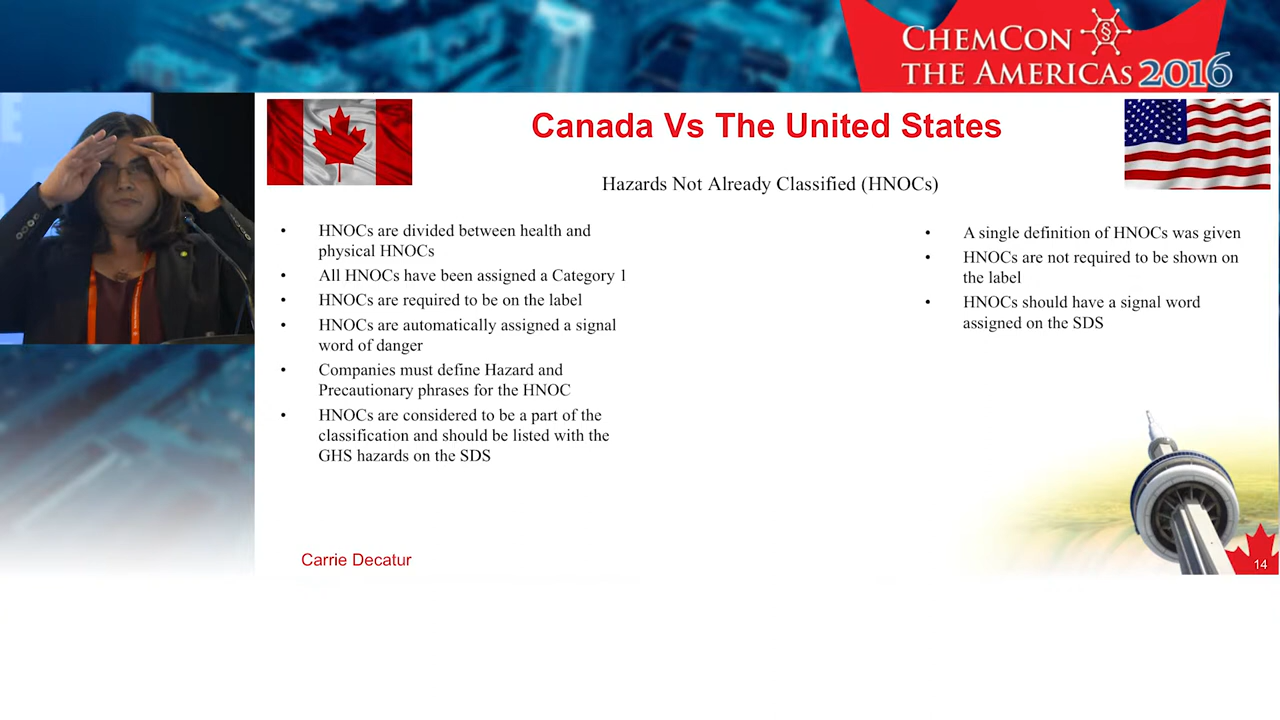 CHEMCON
THE AMERICAS 2016
Canada Vs The United States
Hazards Not Already Classified (HNOCs)
• HNOCs are divided between health and
physical HNOCs
• All HNOCs have been assigned a Category 1
• HNOCs are required to be on the label
• HNOCs are automatically assigned a signal
word of danger
• Companies must define Hazard and
Precautionary phrases for the HNOC
• HNOCs are considered to be a part of the
classification and should be listed with the
GHS hazards on the SDS
• A single definition of HNOCs was given
• HNOCs are not required to be shown on
the label
• HNOCs should have a signal word
assigned on the SDS
Carrie Decatur
14